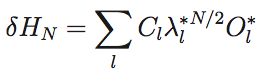 δH_N = ∑_l C_l λ_l^{*N/2} O_l^*